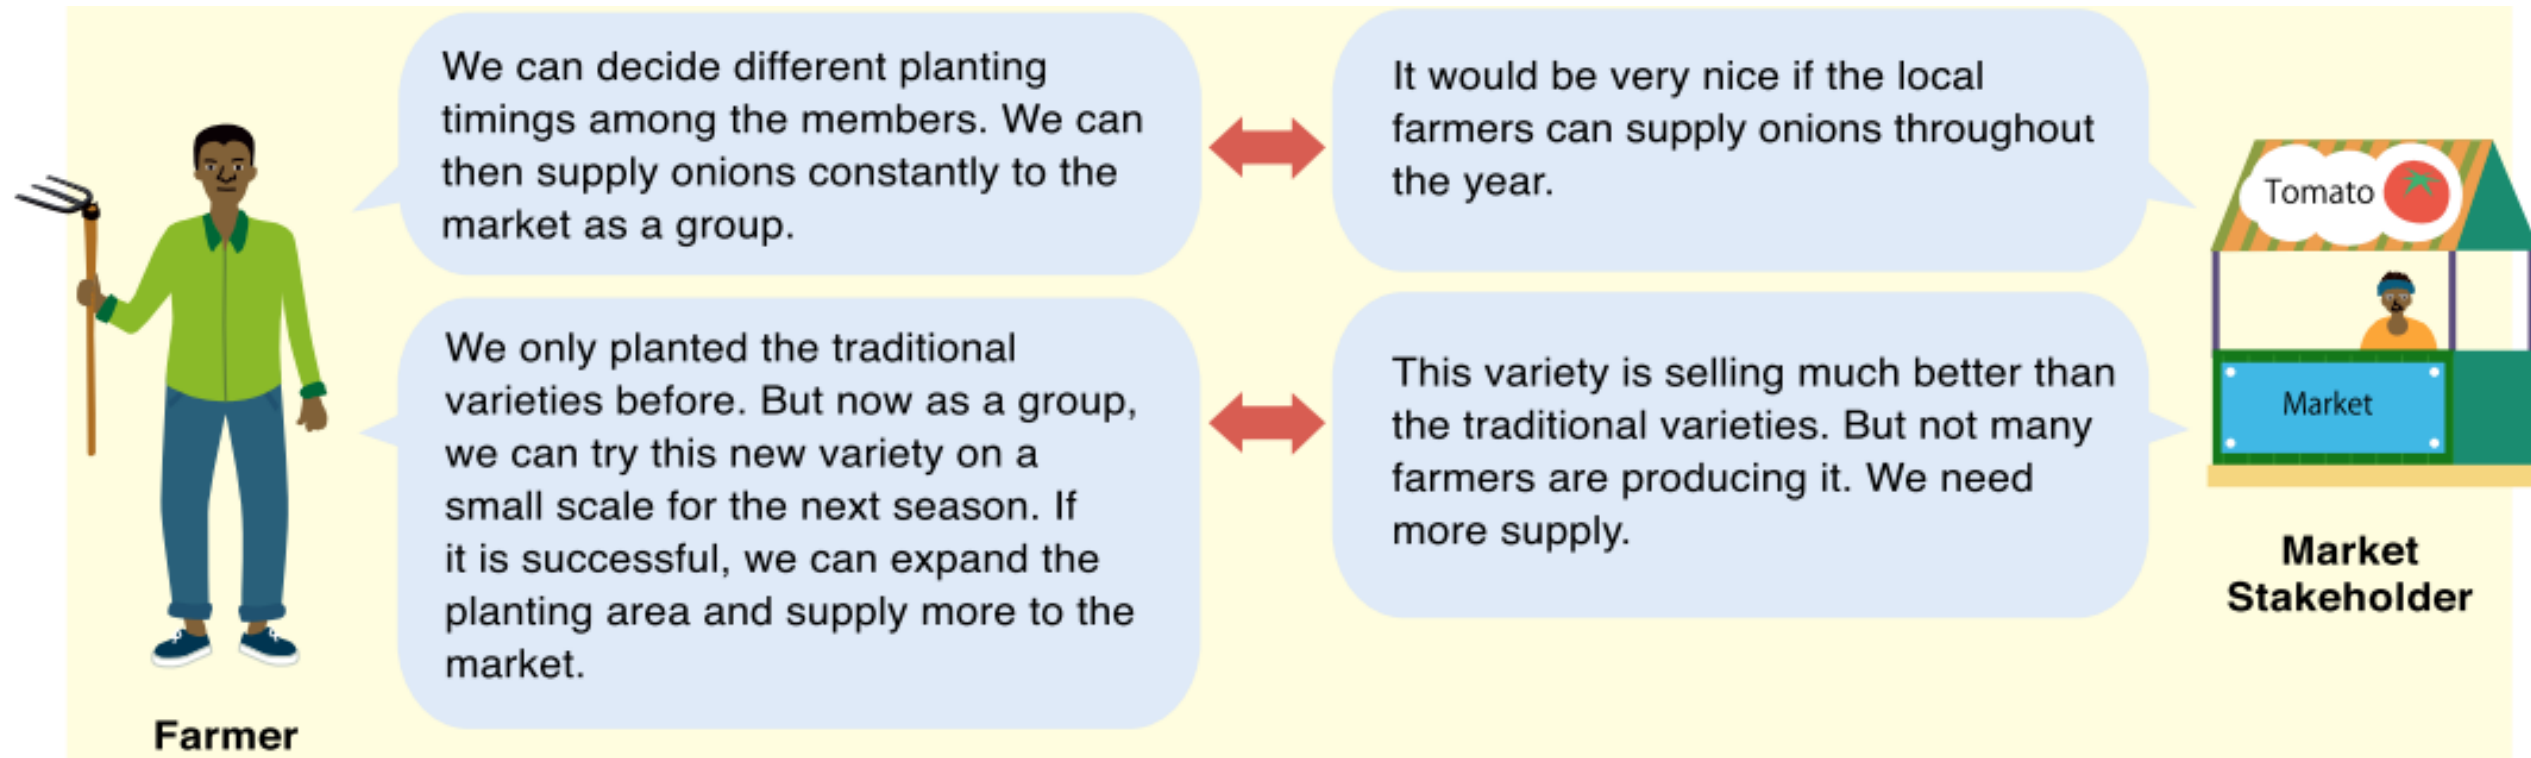 We can decide different planting
timings among the members. We can
then supply onions constantly to the
market as a group.
It would be very nice if the local
farmers can supply onions throughout
the year.
Tomato
We only planted the traditional
varieties before. But now as a group,
we can try this new variety on a
small scale for the next season. If
it is successful, we can expand the
planting area and supply more to the
market.
This variety is selling much better than
the traditional varieties. But not many
farmers are producing it. We need
more supply.
Market
Market
Stakeholder
Farmer